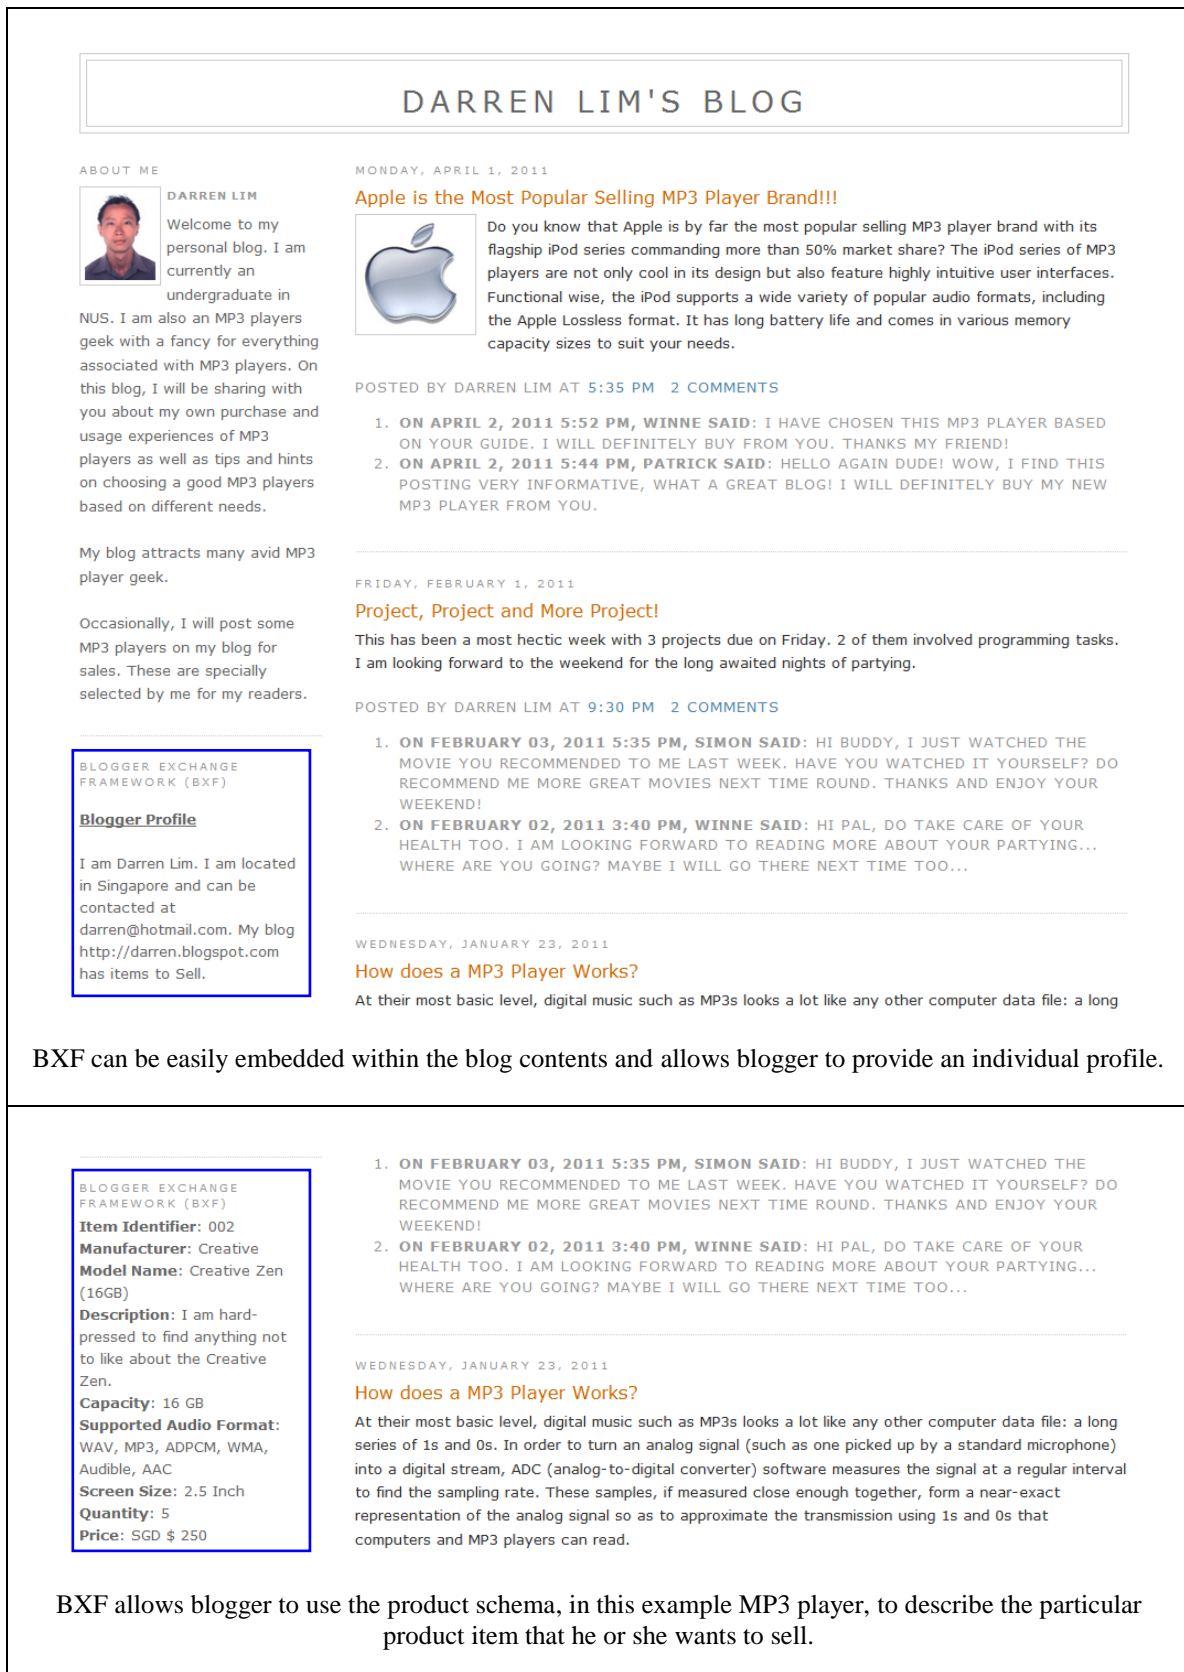 DARREN LIM'S BLOG
ABOUT ME
DARREN LIM
Welcome to my
personal blog. I am
currently an
undergraduate in
NUS. I am also an MP3 players
geek with a fancy for everything
associated with MP3 players. On
this blog, I will be sharing with
you about my own purchase and
usage experiences of MP3
players as well as tips and hints
on choosing a good MP3 players
based on different needs.
My blog attracts many avid MP3
player geek.
Occasionally, I will post some
MP3 players on my blog for
sales. These are specially
selected by me for my readers.
BLOGGER EXCHANGE
FRAMEWORK (BXF)
Blogger Profile
I am Darren Lim. I am located
in Singapore and can be
contacted at
darren@hotmail.com. My blog
http://darren.blogspot.com
has items to Sell.
MONDAY, APRIL 1, 2011
Apple is the Most Popular Selling MP3 Player Brand!!!
Do you know that Apple is by far the most popular selling MP3 player brand with its
flagship iPod series commanding more than 50% market share? The iPod series of MP3
players are not only cool in its design but also feature highly intuitive user interfaces.
Functional wise, the iPod supports a wide variety of popular audio formats, including
the Apple Lossless format. It has long battery life and comes in various memory
capacity sizes to suit your needs.
POSTED BY DARREN LIM AT 5:35 PM 2 COMMENTS
1. ON APRIL 2, 2011 5:52 PM, WINNE SAID: I HAVE CHOSEN THIS MP3 PLAYER BASED
ON YOUR GUIDE. I WILL DEFINITELY BUY FROM YOU. THANKS MY FRIEND!
2. ON APRIL 2, 2011 5:44 PM, PATRICK SAID: HELLO AGAIN DUDE! WOW, I FIND THIS
POSTING VERY INFORMATIVE, WHAT A GREAT BLOG! I WILL DEFINITELY BUY MY NEW
MP3 PLAYER FROM YOU.
FRIDAY, FEBRUARY 1, 2011
Project, Project and More Project!
This has been a most hectic week with 3 projects due on Friday. 2 of them involved programming tasks.
I am looking forward to the weekend for the long awaited nights of partying.
POSTED BY DARREN LIM AT 9:30 PM 2 COMMENTS
1. ON FEBRUARY 03, 2011 5:35 PM, SIMON SAID: HI BUDDY, I JUST WATCHED THE
MOVIE YOU RECOMMENDED TO ME LAST WEEK. HAVE YOU WATCHED IT YOURSELF? DO
RECOMMEND ME MORE GREAT MOVIES NEXT TIME ROUND. THANKS AND ENJOY YOUR
WEEKEND!
2. ON FEBRUARY 02, 2011 3:40 PM, WINNE SAID: HI PAL, DO TAKE CARE OF YOUR
HEALTH TOO. I AM LOOKING FORWARD TO READING MORE ABOUT YOUR PARTYING...
WHERE ARE YOU GOING? MAYBE I WILL GO THERE NEXT TIME TOO...
WEDNESDAY, JANUARY 23, 2011
How does a MP3 Player Works?
At their most basic level, digital music such as MP3s looks a lot like any other computer data file: a long
BXF can be easily embedded within the blog contents and allows blogger to provide an individual profile.
BLOGGER EXCHANGE
FRAMEWORK (BXF)
Item Identifier: 002
Manufacturer: Creative
Model Name: Creative Zen
(16GB)
Description: I am hard-
pressed to find anything not
to like about the Creative
Zen.
Capacity: 16 GB
Supported Audio Format:
WAV, MP3, ADPCM, WMA,
Audible, AAC
Screen Size: 2.5 Inch
Quantity: 5
Price: SGD $ 250
1. ON FEBRUARY 03, 2011 5:35 PM, SIMON SAID: HI BUDDY, I JUST WATCHED THE
MOVIE YOU RECOMMENDED TO ME LAST WEEK. HAVE YOU WATCHED IT YOURSELF? DO
RECOMMEND ME MORE GREAT MOVIES NEXT TIME ROUND. THANKS AND ENJOY YOUR
WEEKEND!
2. ON FEBRUARY 02, 2011 3:40 PM, WINNE SAID: HI PAL, DO TAKE CARE OF YOUR
HEALTH TOO. I AM LOOKING FORWARD TO READING MORE ABOUT YOUR PARTYING...
WHERE ARE YOU GOING? MAYBE I WILL GO THERE NEXT TIME TOO...
WEDNESDAY, JANUARY 23, 2011
How does a MP3 Player Works?
At their most basic level, digital music such as MP3s looks a lot like any other computer data file: a long
series of 1s and 0s. In order to turn an analog signal (such as one picked up by a standard microphone)
into a digital stream, ADC (analog-to-digital converter) software measures the signal at a regular interval
to find the sampling rate. These samples, if measured close enough together, form a near-exact
representation of the analog signal so as to approximate the transmission using 1s and 0s that
computers and MP3 players can read.
BXF allows blogger to use the product schema, in this example MP3 player, to describe the particular
product item that he or she wants to sell.